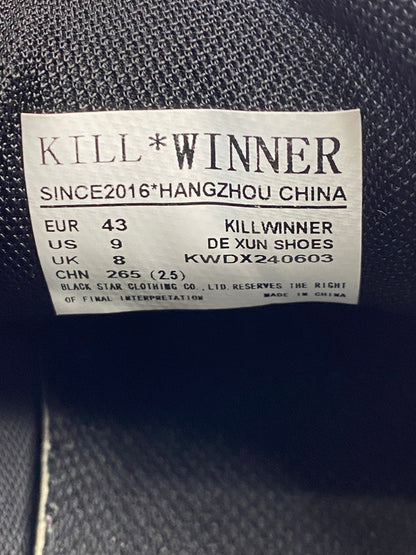 KILL*WINNER
SINCE2016*HANGZHOU CHINA
EUR 43 KILLWINNER
US 9 DE XUN SHOES
UK 8 KWDX240603
CHN 265 (2.5)
BLACK STAR CLOTHING CO.,LTD.RESERVES THE RIGHT
OF FINAL INTERPRETATION MADE IN CHINA